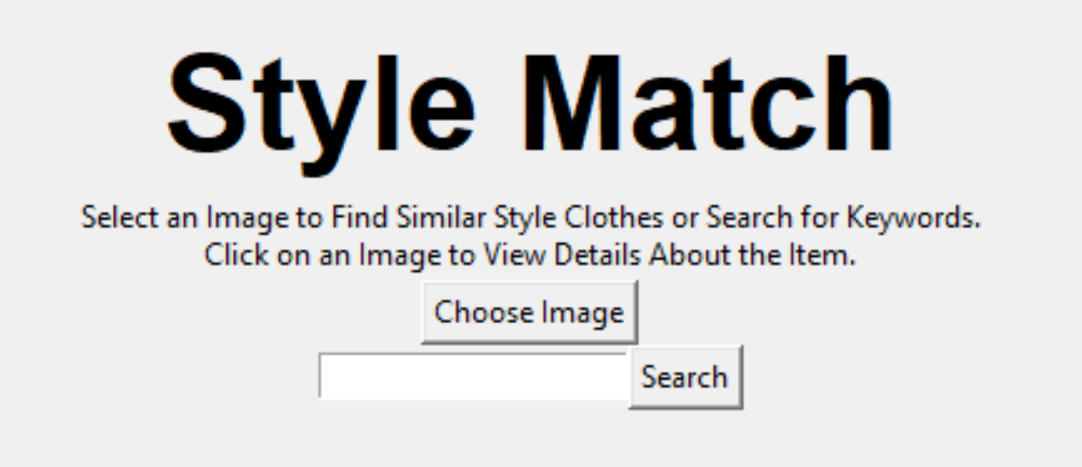 Style Match
Select an Image to Find Similar Style Clothes or Search for Keywords.
Click on an Image to View Details About the Item.
Choose Image
Search